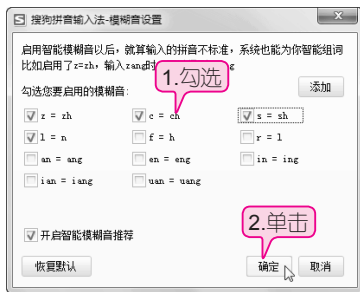 搜狗拼音输入法-模糊音设置
启用智能模糊音以后，就算输入的拼音不标准，系统也能为你智能组词
比如启用了z=zh，输入zang
1.勾选
勾选您要启用的模糊音：
添加
z = zh
c = ch
s = sh
l = n
f = h
r = l
an = ang
en = eng
in = ing
ian = iang
uan = uang
2.单击
开启智能模糊音推荐
恢复默认
确定
取消